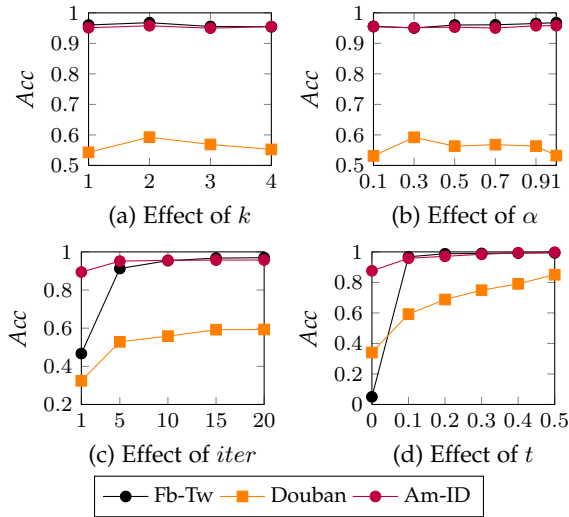 1
0.9
0.8
0.7
0.6
0.5
Acc
1 2 3 4
(a) Effect of k
1
0.9
0.8
0.7
0.6
0.5
Acc
0.1 0.3 0.5 0.7 0.91
(b) Effect of α
1
0.8
0.6
0.4
0.2
Acc
1 5 10 15 20
(c) Effect of iter
1
0.8
0.6
0.4
0.2
0
Acc
0 0.1 0.2 0.3 0.4 0.5
(d) Effect of t
Fb-Tw Douban Am-ID